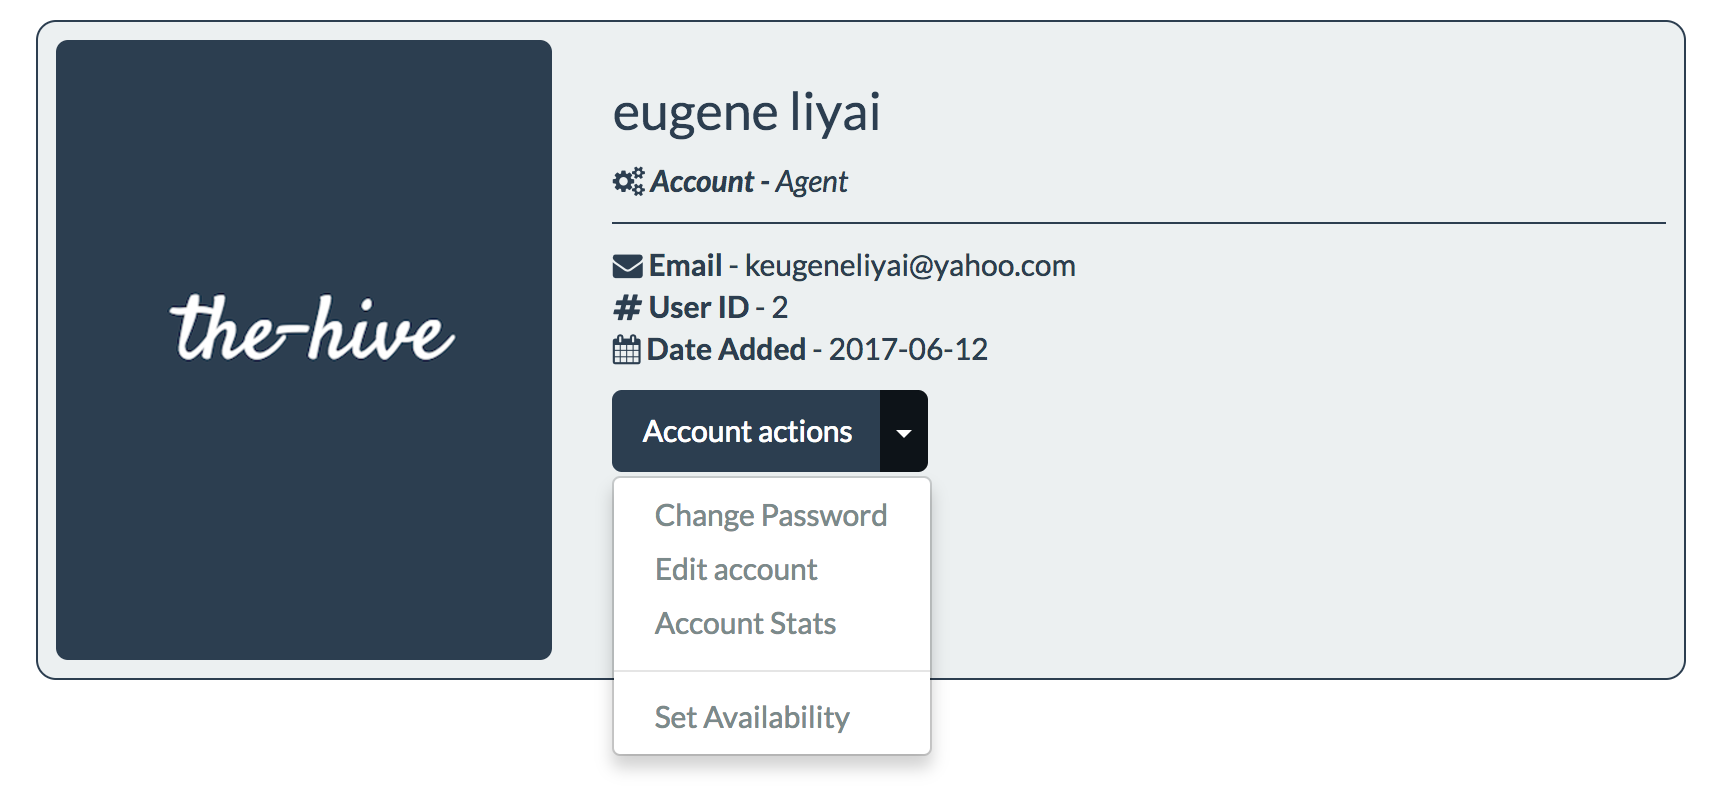 the-hive
eugene liyai
Account - Agent
Email - keugeneliyai@yahoo.com
# User ID - 2
Date Added - 2017-06-12
Account actions
Change Password
Edit account
Account Stats
Set Availability